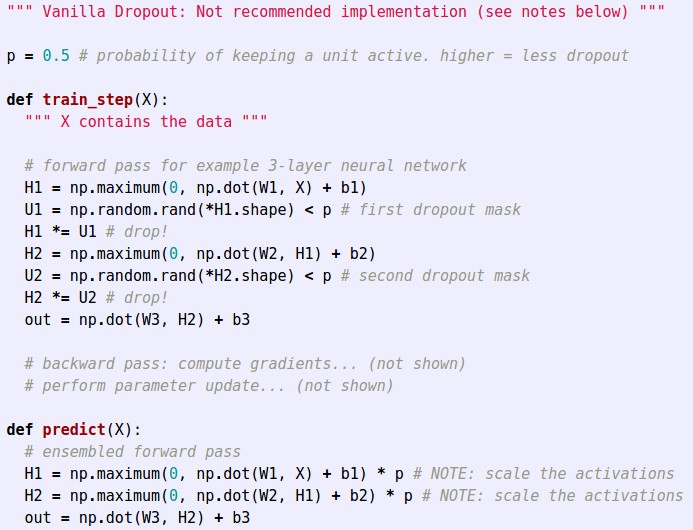 """ Vanilla Dropout: Not recommended implementation (see notes below) """

p = 0.5 # probability of keeping a unit active. higher = less dropout

def train_step(X):
  """ X contains the data """

  # forward pass for example 3-layer neural network
  H1 = np.maximum(0, np.dot(W1, X) + b1)
  U1 = np.random.rand(*H1.shape) < p # first dropout mask
  H1 *= U1 # drop!
  H2 = np.maximum(0, np.dot(W2, H1) + b2)
  U2 = np.random.rand(*H2.shape) < p # second dropout mask
  H2 *= U2 # drop!
  out = np.dot(W3, H2) + b3

  # backward pass: compute gradients... (not shown)
  # perform parameter update... (not shown)

def predict(X):
  # ensembled forward pass
  H1 = np.maximum(0, np.dot(W1, X) + b1) * p # NOTE: scale the activations
  H2 = np.maximum(0, np.dot(W2, H1) + b2) * p # NOTE: scale the activations
  out = np.dot(W3, H2) + b3